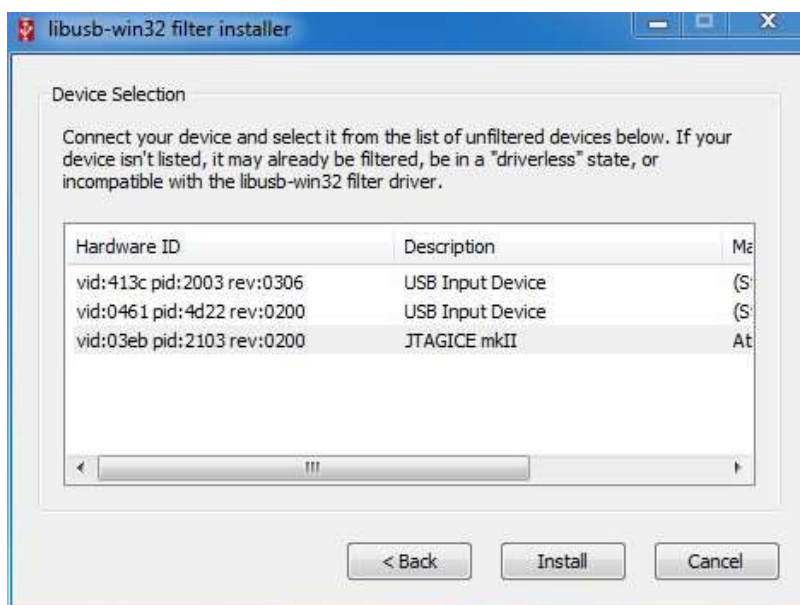 libusb-win32 filter installer
Device Selection
Connect your device and select it from the list of unfiltered devices below. If your
device isn't listed, it may already be filtered, be in a "driverless" state, or
incompatible with the libusb-win32 filter driver.
Hardware ID Description Ma
vid:413c pid:2003 rev:0306 USB Input Device (S
vid:0461 pid:4d22 rev:0200 USB Input Device (S
vid:03eb pid:2103 rev:0200 JTAGICE mkII At
< Back Install Cancel